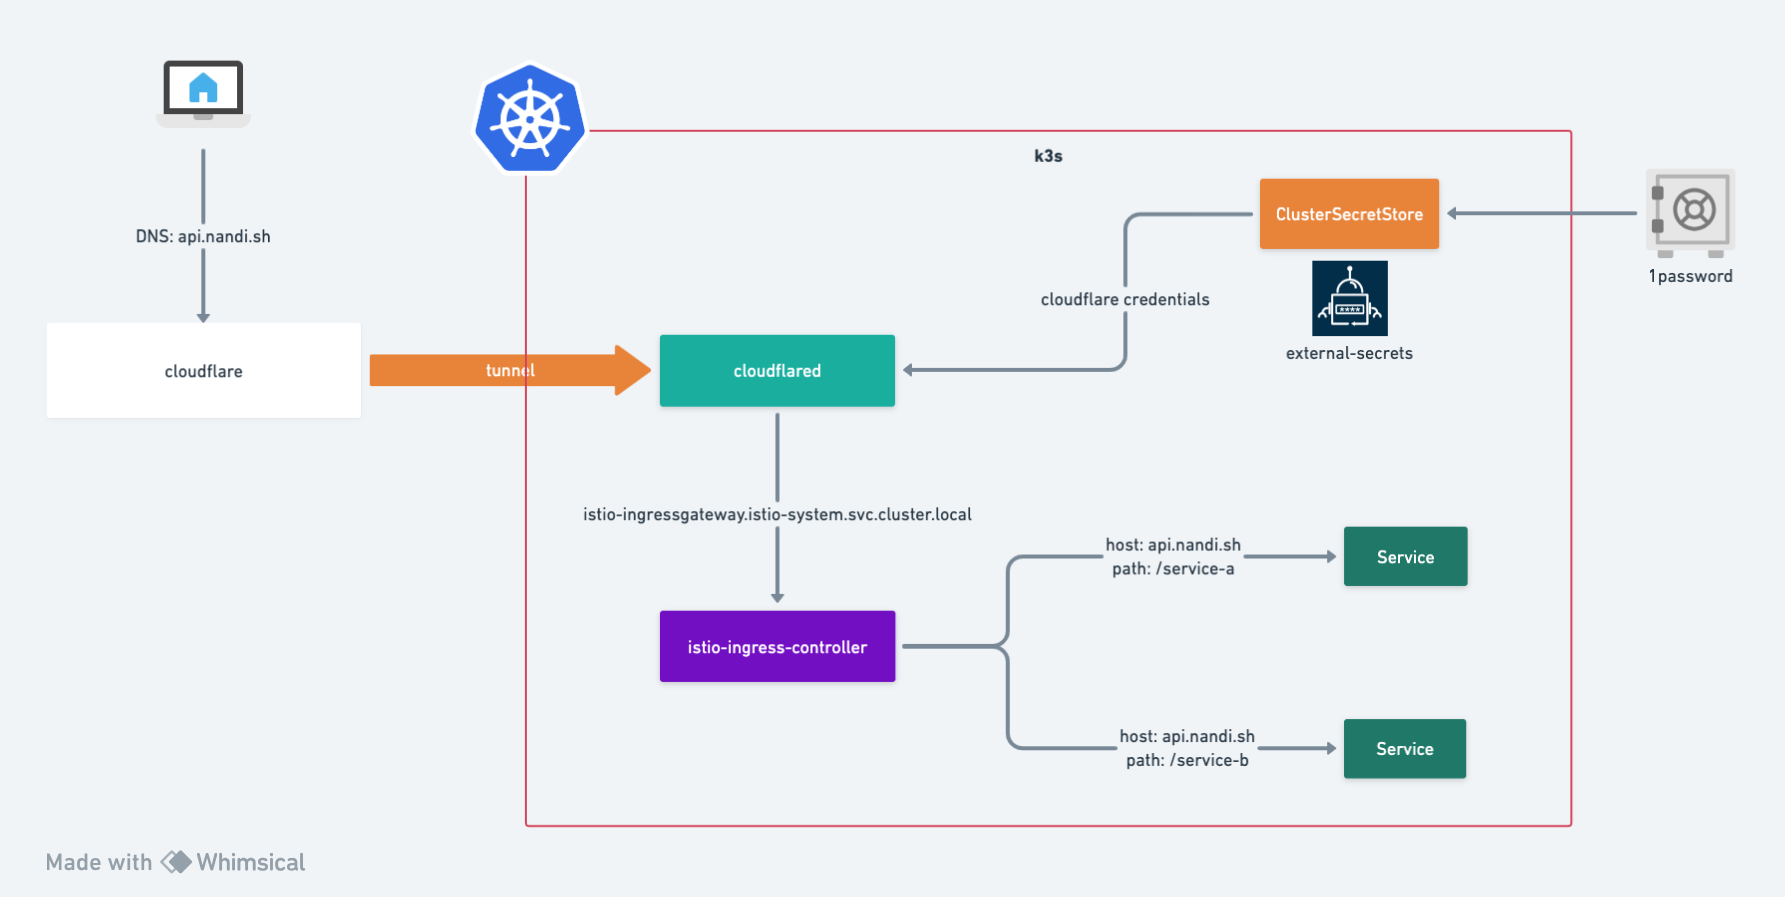 k3s
ClusterSecretStore
DNS: api.nandi.sh
1password
cloudflare credentials
****
external-secrets
cloudflare
tunnel
cloudflared
istio-ingressgateway.istio-system.svc.cluster.local
host: api.nandi.sh
path: /service-a
Service
istio-ingress-controller
host: api.nandi.sh
path: /service-b
Service
Made with Whimsical